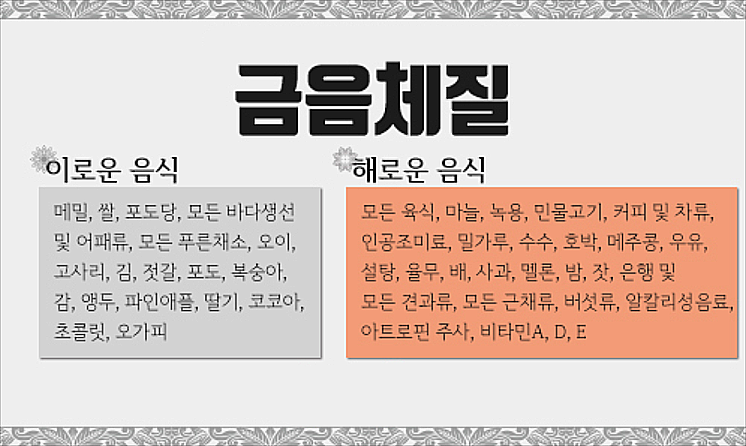 금음체질
이로운 음식
메밀, 쌀, 포도당, 모든 바다생선
및 어패류, 모든 푸른채소, 오이,
고사리, 김, 젓갈, 포도, 복숭아,
감, 앵두, 파인애플, 딸기, 코코아,
초콜릿, 오가피
해로운 음식
모든 육식, 마늘, 녹용, 민물고기, 커피 및 차류,
인공조미료, 밀가루, 수수, 호박, 메주콩, 우유,
설탕, 율무, 배, 사과, 멜론, 밤, 잣, 은행 및
모든 견과류, 모든 근채류, 버섯류, 알칼리성음료,
아트로핀 주사, 비타민A, D, E